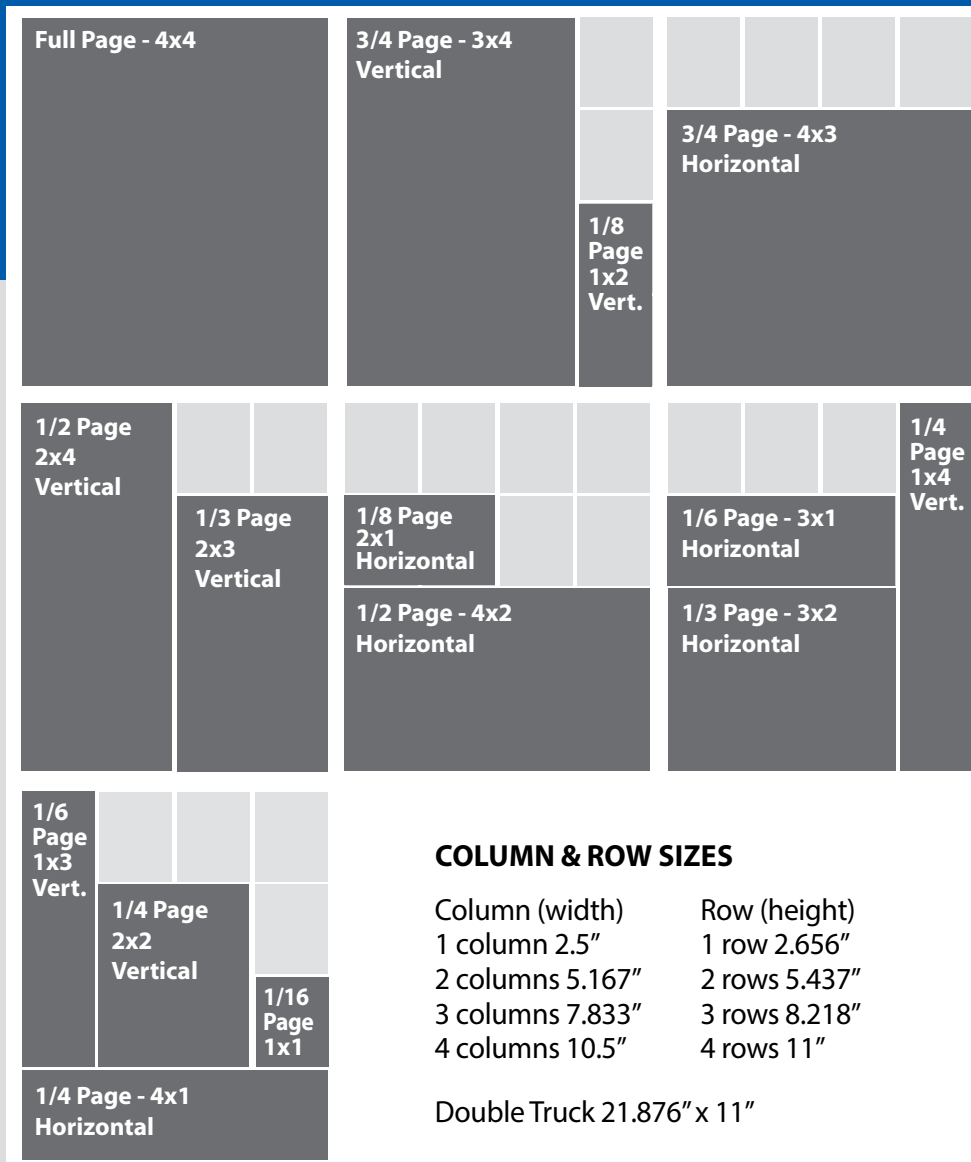 Full Page - 4x4
3/4 Page - 3x4
Vertical
1/8
Page
1x2
Vert.
3/4 Page - 4x3
Horizontal
1/2 Page
2x4
Vertical
1/3 Page
2x3
Vertical
1/8 Page
2x1
Horizontal
1/2 Page - 4x2
Horizontal
1/6 Page - 3x1
Horizontal
1/3 Page - 3x2
Horizontal
1/4
Page
1x4
Vert.
1/6
Page
1x3
Vert.
1/4 Page
2x2
Vertical
1/16
Page
1x1
1/4 Page - 4x1
Horizontal
COLUMN & ROW SIZES
Column (width)
1 column 2.5”
2 columns 5.167”
3 columns 7.833”
4 columns 10.5”
Row (height)
1 row 2.656”
2 rows 5.437”
3 rows 8.218”
4 rows 11”
Double Truck 21.876” x 11”